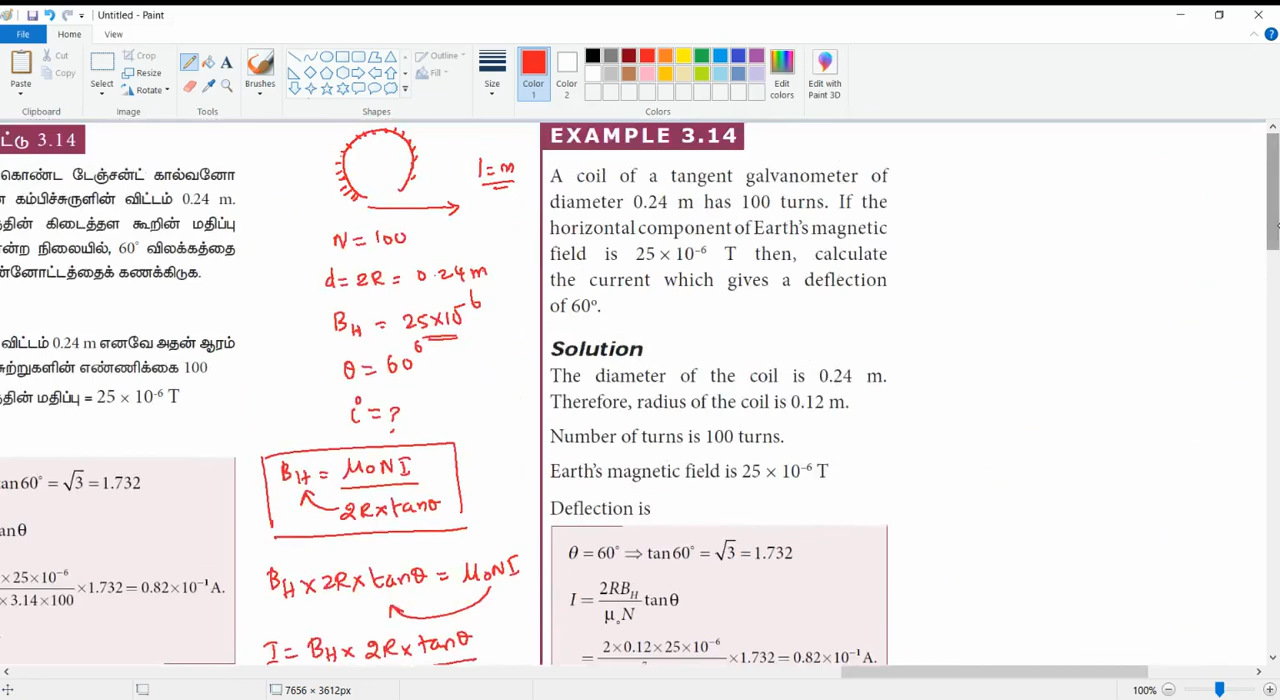 Untitled - Paint
File
Home
View
Paste
Cut
Copy
Clipboard
Select
Crop
Resize
Rotate
Image
Tools
Brushes
Outline
Fill
Shapes
Size
Color 1
Color 2
Edit colors
Edit with Paint 3D
Colors
ட்டு 3.14
கொண்ட டேஞ்சன்ட் கால்வனோ
கம்பிச்சுருளின் விட்டம் 0.24 m.
த்தின் கிடைத்தள கூறின் மதிப்பு
ன்ற நிலையில், 60° விலக்கத்தை
ன்னோட்டத்தைக் கணக்கிடுக.
விட்டம் 0.24 m எனவே அதன் ஆரம்
சுற்றுகளின் எண்ணிக்கை 100
த்தின் மதிப்பு = 25 × 10⁻⁶ T
an60° = √3 = 1.732
anθ
×25×10⁻⁶
×3.14×100
×1.732 = 0.82×10⁻¹A.
l = m
N = 100
d = 2R = 0.24 m
B_H = 25×10⁻⁶
θ = 60°
i = ?
B_H = μ₀NI
2R×tanθ
B_H × 2R × tanθ = μ₀NI
I = B_H × 2R × tanθ
EXAMPLE 3.14
A coil of a tangent galvanometer of
diameter 0.24 m has 100 turns. If the
horizontal component of Earth's magnetic
field is 25×10⁻⁶ T then, calculate
the current which gives a deflection
of 60º.
Solution
The diameter of the coil is 0.24 m.
Therefore, radius of the coil is 0.12 m.
Number of turns is 100 turns.
Earth's magnetic field is 25 × 10⁻⁶ T
Deflection is
θ = 60° ⇒ tan60° = √3 = 1.732
I = 2RB_H / μ₀N tanθ
= 2×0.12×25×10⁻⁶ ×1.732 = 0.82×10⁻¹A.
7656 × 3612px
100%